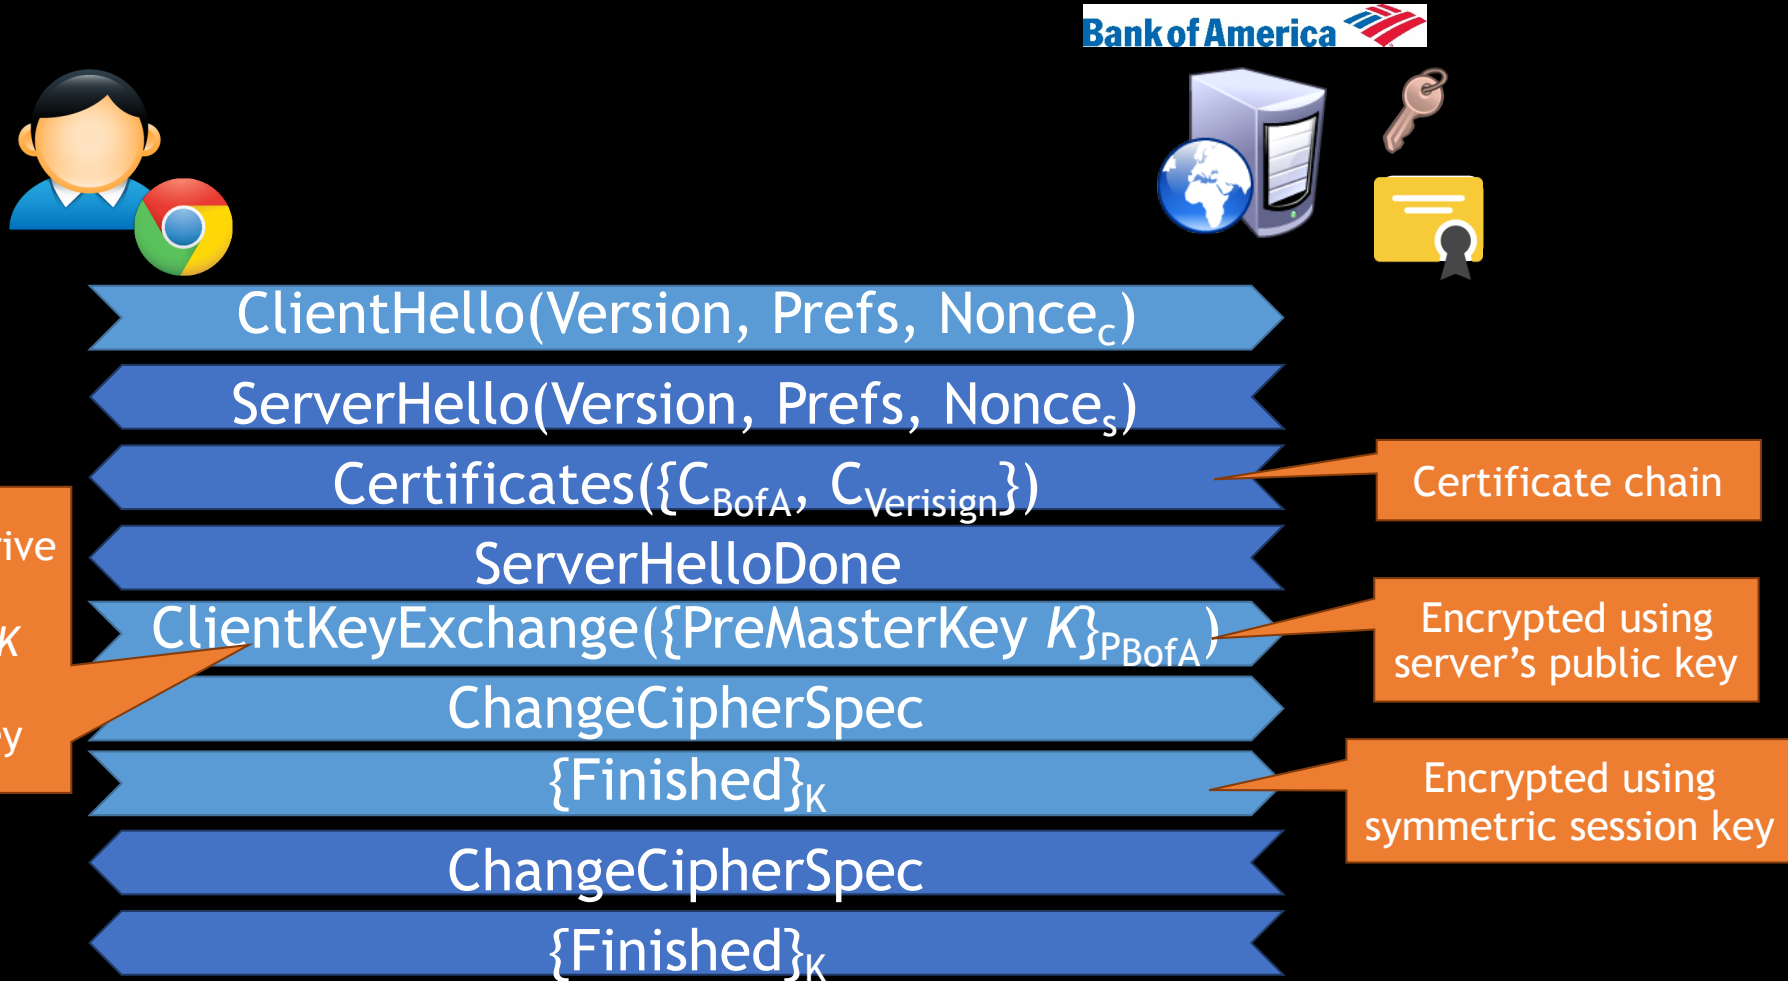 Bank of America
ClientHello(Version, Prefs, Nonce_c)
ServerHello(Version, Prefs, Nonce_s)
Certificates({C_BofA, C_Verisign})
Certificate chain
ServerHelloDone
ClientKeyExchange({PreMasterKey K}_PBofA)
K
Encrypted using
server’s public key
ChangeCipherSpec
{Finished}_K
Encrypted using
symmetric session key
ChangeCipherSpec
{Finished}_K